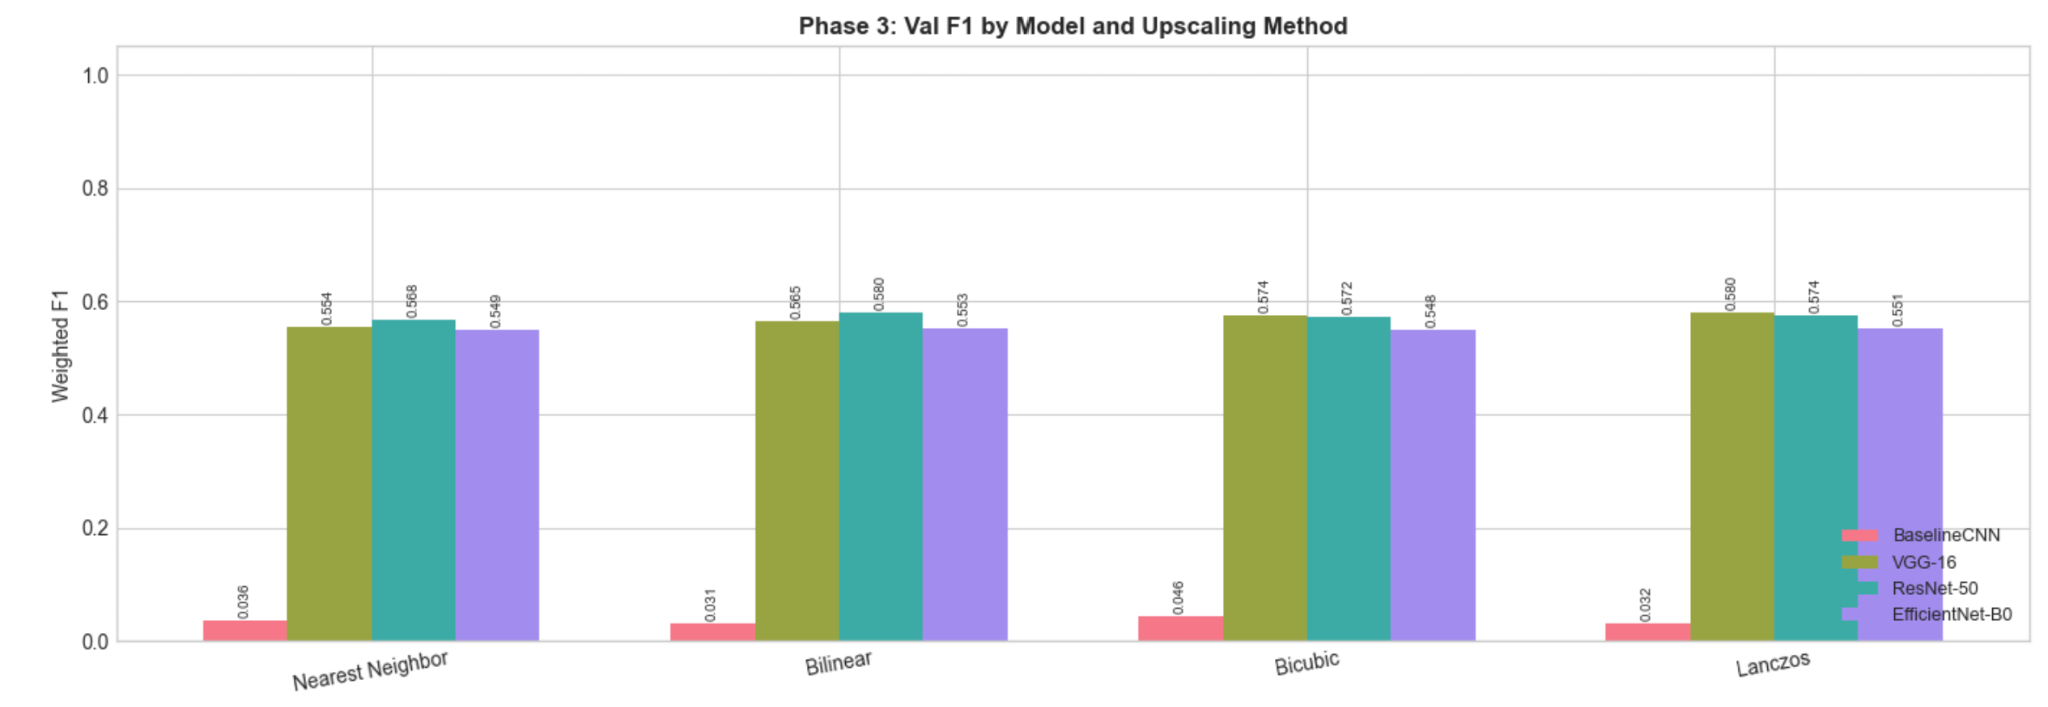 Phase 3: Val F1 by Model and Upscaling Method
Weighted F1
1.0
0.8
0.6
0.4
0.2
0.0
0.036
0.554
0.568
0.549
0.031
0.565
0.580
0.553
0.046
0.574
0.572
0.548
0.032
0.580
0.574
0.551
BaselineCNN
VGG-16
ResNet-50
EfficientNet-B0
Nearest Neighbor
Bilinear
Bicubic
Lanczos